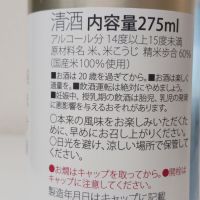 清酒 内容量275ml
アルコール分 14度以上15度未満
原材料名 米、米こうじ 精米歩合60%
(国産米100%使用)
■お酒は20歳を過ぎてから。■お酒は楽しく
適量を。■飲酒運転は絶対にやめましょう。
■妊娠中、授乳期の飲酒は胎児、乳児の発育
に悪影響を与えるおそれがあります。
○本来の風味をお楽しみいただく
ため、早めにお召し上がりください。
○日光を避け、涼しい場所で保管して
ください。
●お燗はキャップを取ってから。●開栓は
キャップに注意してください。
製造年月日はキャップに記載